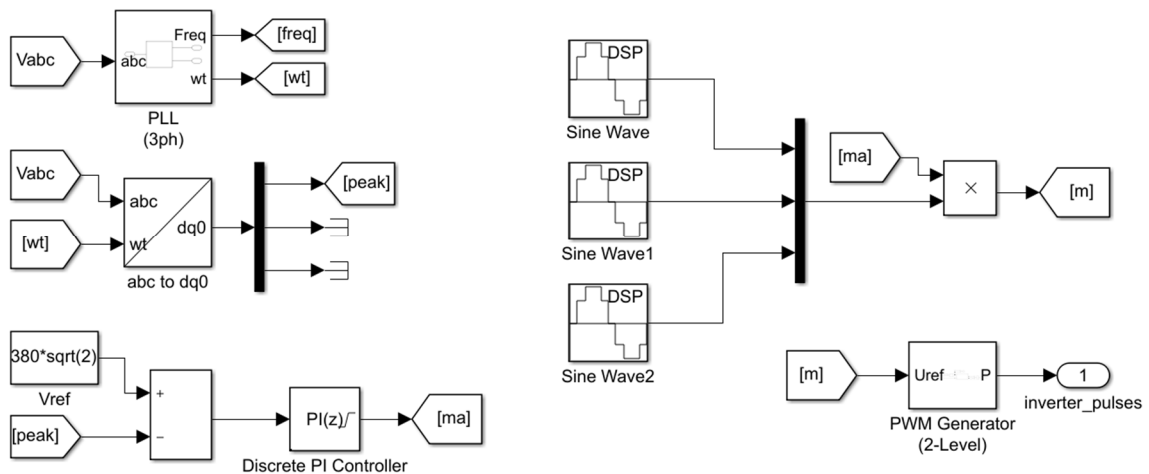 Vabc
abc
Freq
wt
[freq]
[wt]
PLL
(3ph)
Vabc
[wt]
abc
wt
dq0
abc to dq0
[peak]
380*sqrt(2)
Vref
[peak]
+
−
PI(z)
Discrete PI Controller
[ma]
DSP
Sine Wave
DSP
Sine Wave1
DSP
Sine Wave2
[ma]
×
[m]
[m]
Uref
P
PWM Generator
(2-Level)
1
inverter_pulses